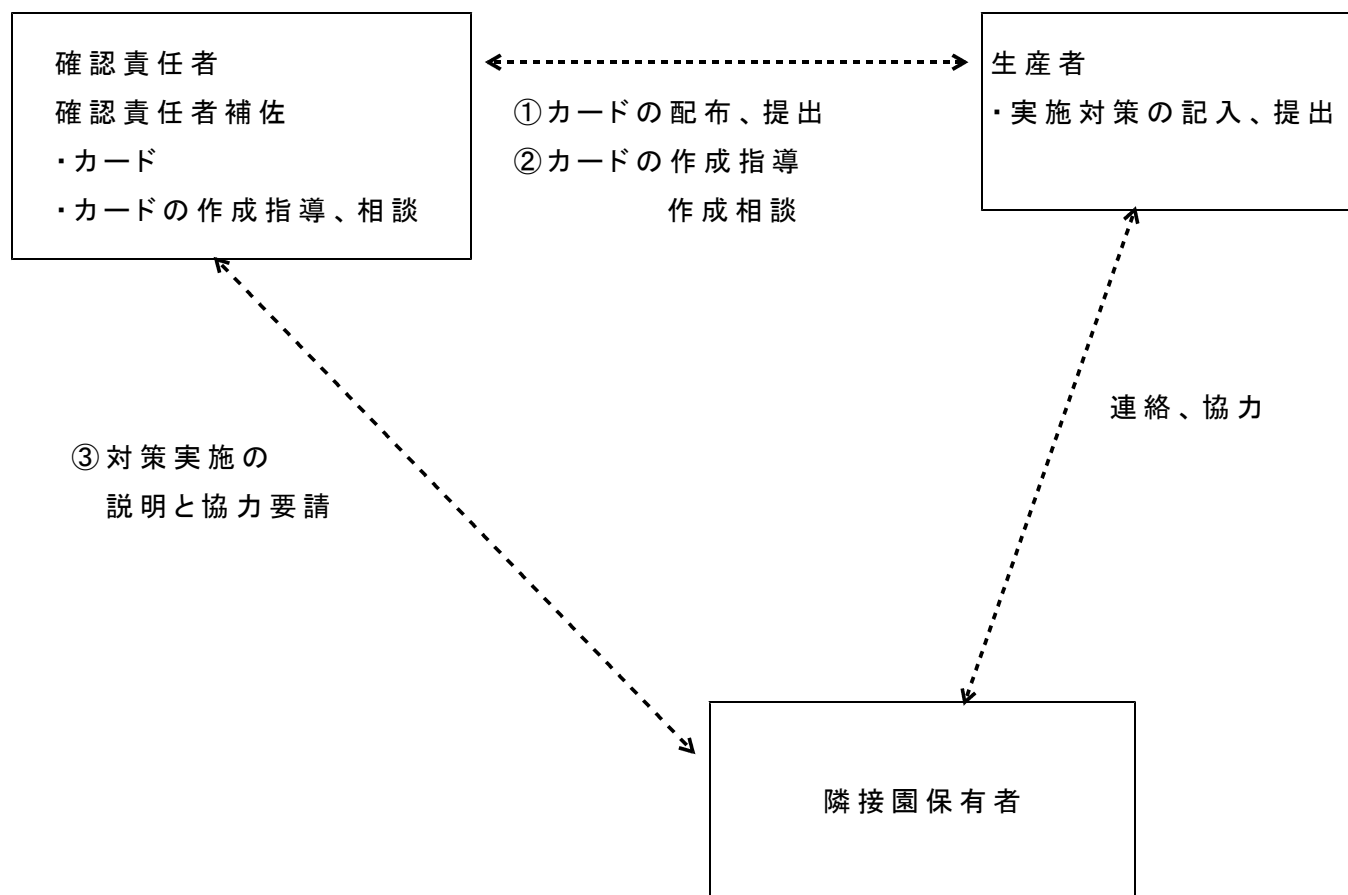 確認責任者
確認責任者補佐
・カード
・カードの作成指導、相談
①カードの配布、提出
②カードの作成指導
作成相談
生産者
・実施対策の記入、提出
連絡、協力
③対策実施の
説明と協力要請
隣接園保有者